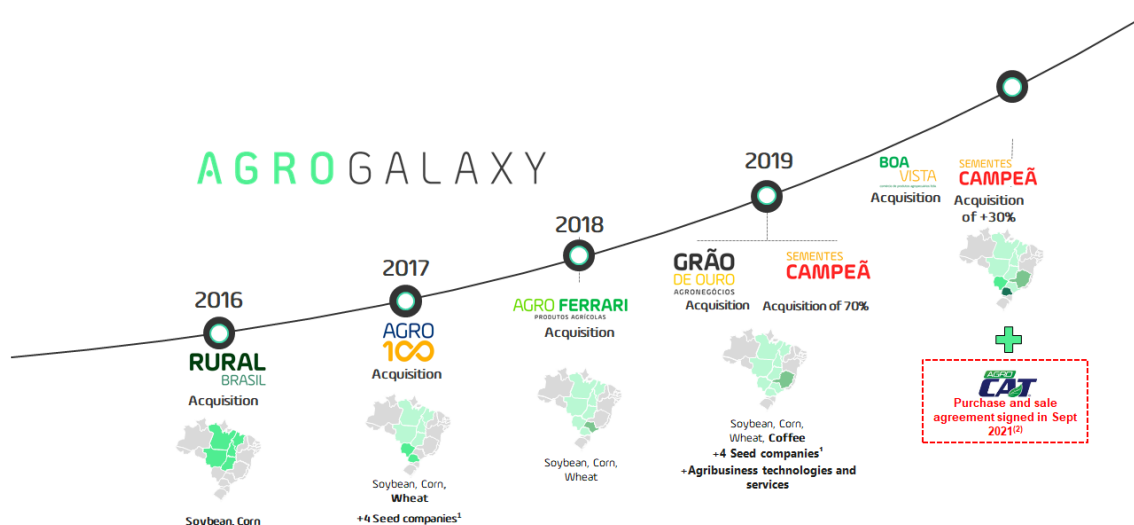 AGROGALAXY
2016
RURAL
BRASIL
Acquisition
Soybean, Corn
2017
AGRO
100
Acquisition
Soybean, Corn,
Wheat
+4 Seed companies¹
2018
AGRO FERRARI
PRODUTOS AGRÍCOLAS
Acquisition
Soybean, Corn,
Wheat
2019
GRÃO
DE OURO
AGRONEGÓCIOS
Acquisition
SEMENTES
CAMPEÃ
Acquisition of 70%
Soybean, Corn,
Wheat, Coffee
+4 Seed companies¹
+Agribusiness technologies and
services
BOA
VISTA
Acquisition
SEMENTES
CAMPEÃ
Acquisition
of +30%
AGRO
CAT
Purchase and sale
agreement signed in Sept
2021⁽²⁾